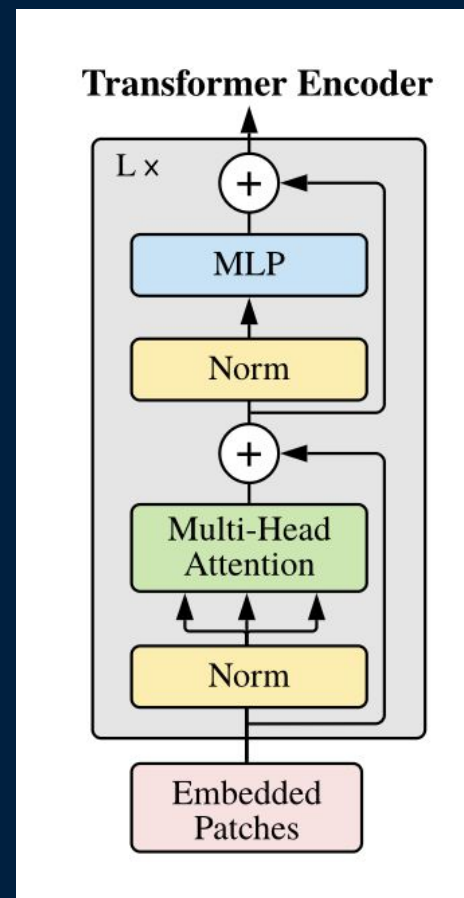 Transformer Encoder
L ×
+
MLP
Norm
+
Multi-Head
Attention
Norm
Embedded
Patches